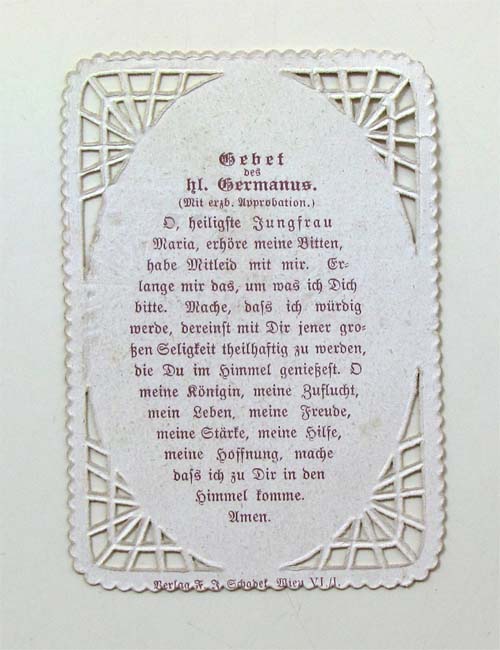 Gebet
des
hl. Germanus.
(Mit erzb. Approbation.)
O, heiligste Jungfrau
Maria, erhöre meine Bitten,
habe Mitleid mit mir. Er-
lange mir das, um was ich Dich
bitte. Mache, dass ich würdig
werde, dereinst mit Dir jener gro-
ßen Seligkeit theilhaftig zu werden,
die Du im Himmel genießest. O
meine Königin, meine Zuflucht,
mein Leben, meine Freude,
meine Stärke, meine Hilfe,
meine Hoffnung, mache
dass ich zu Dir in den
Himmel komme.
Amen.
Verlag F. J. Schadek, Wien VI./1.